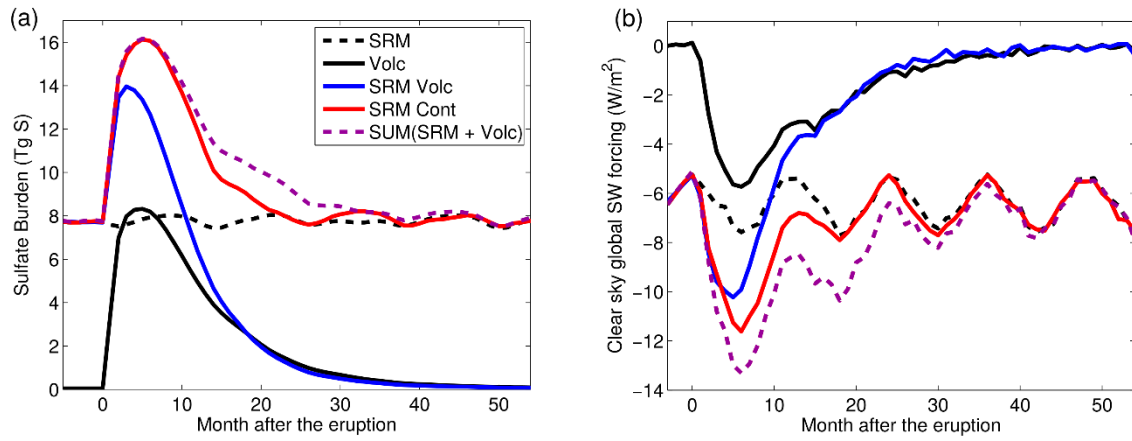 (a)
Sulfate Burden (Tg S)
16
14
12
10
8
6
4
2
0
SRM
Volc
SRM Volc
SRM Cont
SUM(SRM + Volc)
0 10 20 30 40 50
Month after the eruption
(b)
Clear sky global SW forcing (W/m²)
0
−2
−4
−6
−8
−10
−12
−14
0 10 20 30 40 50
Month after the eruption